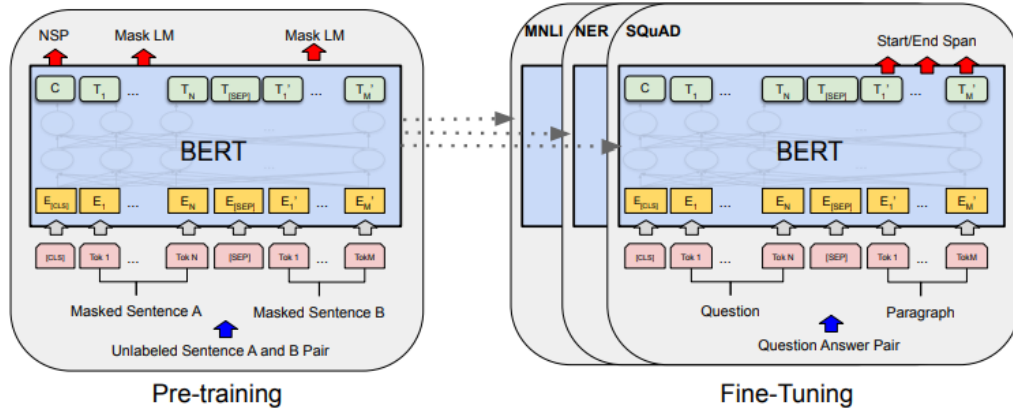 NSP Mask LM Mask LM
C T1 ... TN T[SEP] T1' ... TM'
BERT
E[CLS] E1 ... EN E[SEP] E1' ... EM'
[CLS] Tok 1 ... Tok N [SEP] Tok 1 ... TokM
Masked Sentence A Masked Sentence B
Unlabeled Sentence A and B Pair
Pre-training
MNLI NER SQuAD
Start/End Span
C T1 ... TN T[SEP] T1' ... TM'
BERT
E[CLS] E1 ... EN E[SEP] E1' ... EM'
[CLS] Tok 1 ... Tok N [SEP] Tok 1 ... TokM
Question Paragraph
Question Answer Pair
Fine-Tuning